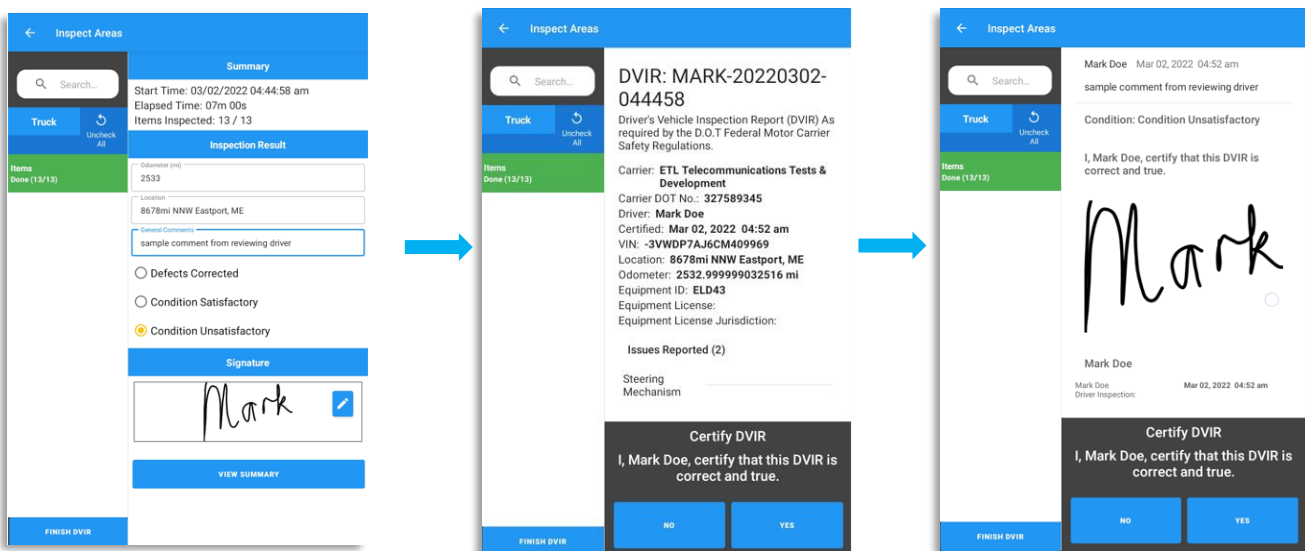 Inspect Areas
Search...
Truck
Uncheck
All
Items
Done (13/13)
FINISH DVIR
Summary
Start Time: 03/02/2022 04:44:58 am
Elapsed Time: 07m 00s
Items Inspected: 13 / 13
Inspection Result
Odometer (mi)
2533
Location
8678mi NNW Eastport, ME
General Comments
sample comment from reviewing driver
Defects Corrected
Condition Satisfactory
Condition Unsatisfactory
Signature
Mark
VIEW SUMMARY
Inspect Areas
Search...
Truck
Uncheck
All
Items
Done (13/13)
FINISH DVIR
DVIR: MARK-20220302-
044458
Driver's Vehicle Inspection Report (DVIR) As
required by the D.O.T Federal Motor Carrier
Safety Regulations.
Carrier: ETL Telecommunications Tests &
Development
Carrier DOT No.: 327589345
Driver: Mark Doe
Certified: Mar 02, 2022 04:52 am
VIN: -3VWDP7AJ6CM409969
Location: 8678mi NNW Eastport, ME
Odometer: 2532.999999032516 mi
Equipment ID: ELD43
Equipment License:
Equipment License Jurisdiction:
Issues Reported (2)
Steering
Mechanism
Certify DVIR
I, Mark Doe, certify that this DVIR is
correct and true.
NO
YES
Inspect Areas
Search...
Truck
Uncheck
All
Items
Done (13/13)
FINISH DVIR
Mark Doe Mar 02, 2022 04:52 am
sample comment from reviewing driver
Condition: Condition Unsatisfactory
I, Mark Doe, certify that this DVIR is
correct and true.
Mark
Mark Doe
Mark Doe Mar 02, 2022 04:52 am
Driver Inspection:
Certify DVIR
I, Mark Doe, certify that this DVIR is
correct and true.
NO
YES